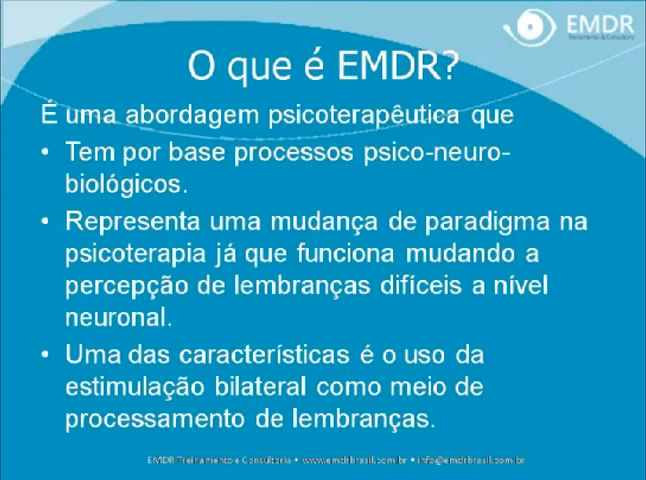 EMDR
Treinamento & Consultoria
O que é EMDR?
É uma abordagem psicoterapêutica que
• Tem por base processos psico-neuro-
biológicos.
• Representa uma mudança de paradigma na
psicoterapia já que funciona mudando a
percepção de lembranças difíceis a nível
neuronal.
• Uma das características é o uso da
estimulação bilateral como meio de
processamento de lembranças.
EMDR Treinamento e Consultoria • www.emdrbrasil.com.br • info@emdrbrasil.com.br